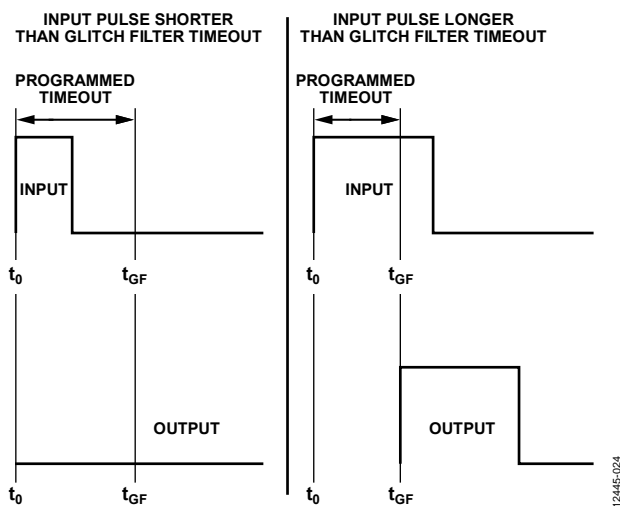 INPUT PULSE SHORTER
THAN GLITCH FILTER TIMEOUT
PROGRAMMED
TIMEOUT
INPUT
t0
tGF
OUTPUT
t0
tGF
INPUT PULSE LONGER
THAN GLITCH FILTER TIMEOUT
PROGRAMMED
TIMEOUT
INPUT
t0
tGF
OUTPUT
t0
tGF
12445-024